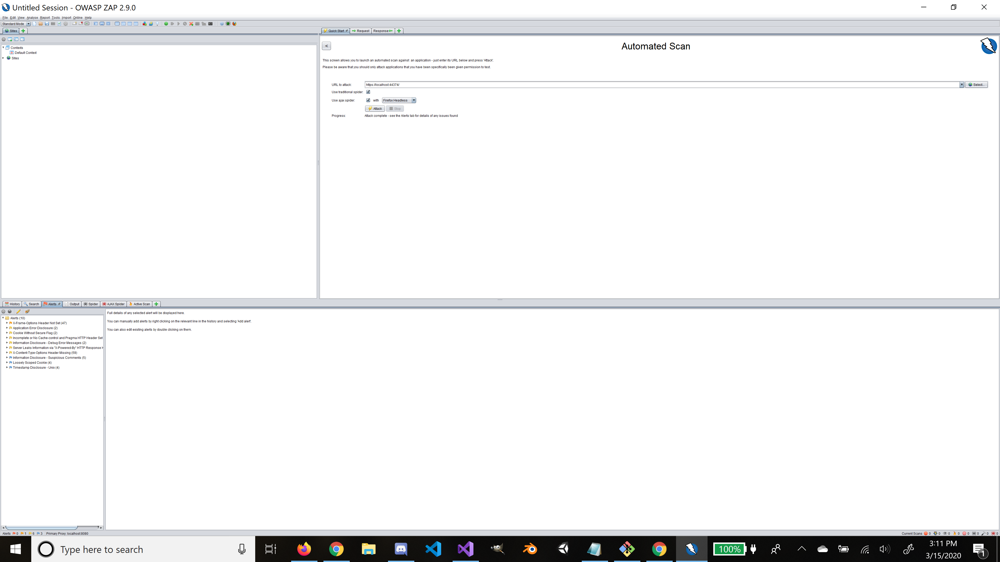 Untitled Session - OWASP ZAP 2.9.0
File Edit View Analyse Report Tools Import Online Help
Standard Mode
Sites
Quick Start Request Response
<
Automated Scan
Contexts
Default Context
Sites
This screen allows you to launch an automated scan against an application - just enter its URL below and press 'Attack'.
Please be aware that you should only attack applications that you have been specifically been given permission to test.
URL to attack: https://localhost:44374/ Select...
Use traditional spider:
Use ajax spider: with Firefox Headless
Attack Stop
Progress: Attack complete - see the Alerts tab for details of any issues found
History Search Alerts Output Spider AJAX Spider Active Scan
Alerts (10)
X-Frame-Options Header Not Set (47)
Application Error Disclosure (2)
Cookie Without Secure Flag (2)
Incomplete or No Cache-control and Pragma HTTP Header Set
Information Disclosure - Debug Error Messages (2)
Server Leaks Information via "X-Powered-By" HTTP Response H
X-Content-Type-Options Header Missing (59)
Information Disclosure - Suspicious Comments (5)
Loosely Scoped Cookie (4)
Timestamp Disclosure - Unix (4)
Full details of any selected alert will be displayed here.
You can manually add alerts by right clicking on the relevant line in the history and selecting 'Add alert'.
You can also edit existing alerts by double clicking on them.
Alerts 0 1 6 3 Primary Proxy: localhost:8080
Current Scans 0 0 0 0 0 0 0 0
Type here to search
100%
3:11 PM
3/15/2020
1